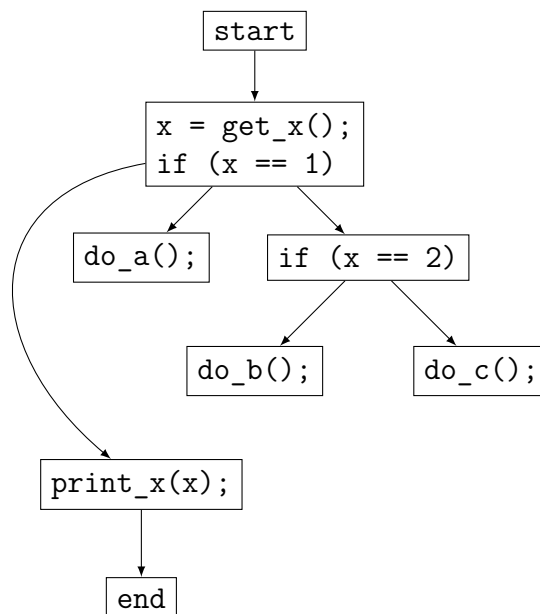 start
x = get_x();
if (x == 1)
do_a();
if (x == 2)
do_b();
do_c();
print_x(x);
end